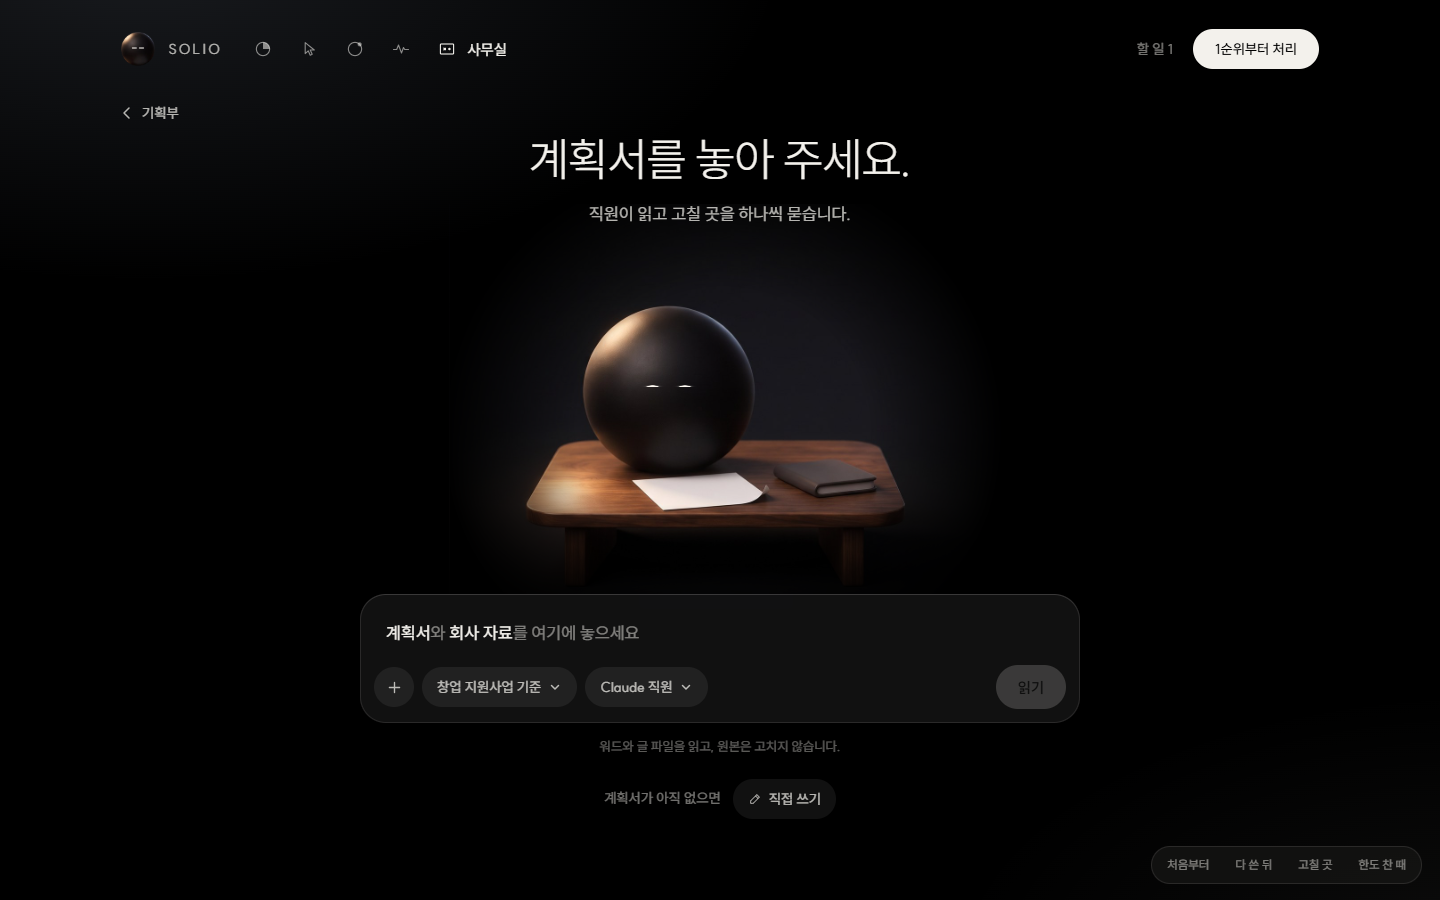 SOLIO
사무실
할 일 1
1순위부터 처리
기획부
계획서를 놓아 주세요.
직원이 읽고 고칠 곳을 하나씩 묻습니다.
계획서와 회사 자료를 여기에 놓으세요
창업 지원사업 기준
Claude 직원
읽기
워드와 글 파일을 읽고, 원본은 고치지 않습니다.
계획서가 아직 없으면
직접 쓰기
처음부터
다 쓴 뒤
고칠 곳
한도 찬 때